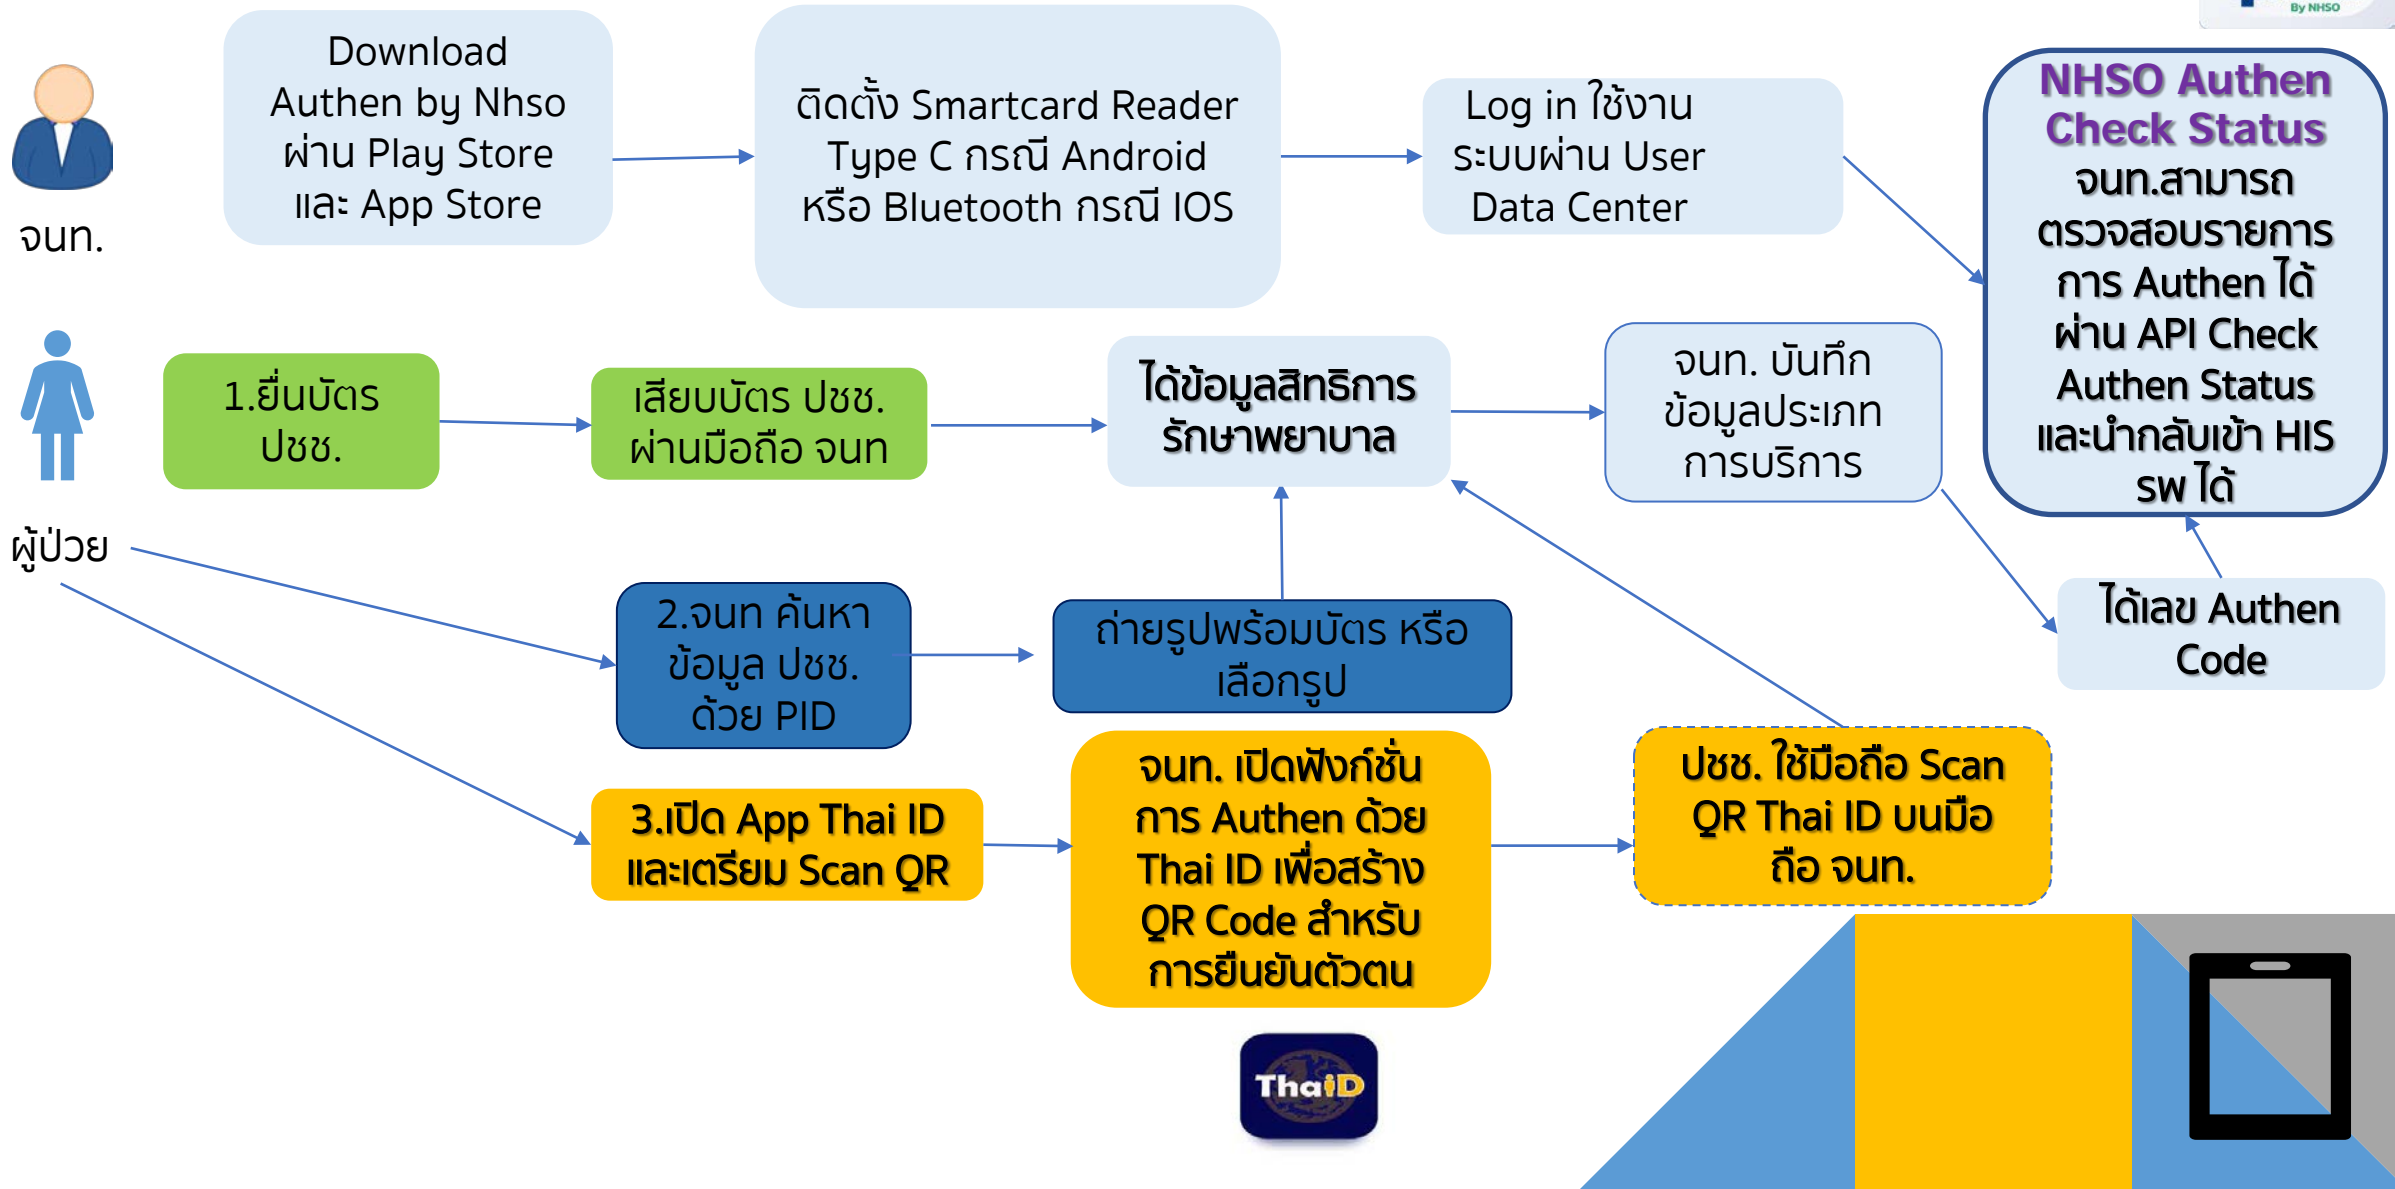 By NHSO
Download
Authen by Nhso
ผ่าน Play Store
และ App Store
ติดตั้ง Smartcard Reader
Type C กรณี Android
หรือ Bluetooth กรณี IOS
Log in ใช้งาน
ระบบผ่าน User
Data Center
NHSO Authen
Check Status
จนท.สามารถ
ตรวจสอบรายการ
การ Authen ได้
ผ่าน API Check
Authen Status
และนำกลับเข้า HIS
รพ ได้
จนท.
1.ยื่นบัตร
ปชช.
เสียบบัตร ปชช.
ผ่านมือถือ จนท
ได้ข้อมูลสิทธิการ
รักษาพยาบาล
จนท. บันทึก
ข้อมูลประเภท
การบริการ
ผู้ป่วย
2.จนท ค้นหา
ข้อมูล ปชช.
ด้วย PID
ถ่ายรูปพร้อมบัตร หรือ
เลือกรูป
ได้เลข Authen
Code
3.เปิด App Thai ID
และเตรียม Scan QR
จนท. เปิดฟังก์ชั่น
การ Authen ด้วย
Thai ID เพื่อสร้าง
QR Code สำหรับ
การยืนยันตัวตน
ปชช. ใช้มือถือ Scan
QR Thai ID บนมือ
ถือ จนท.
ThaiD